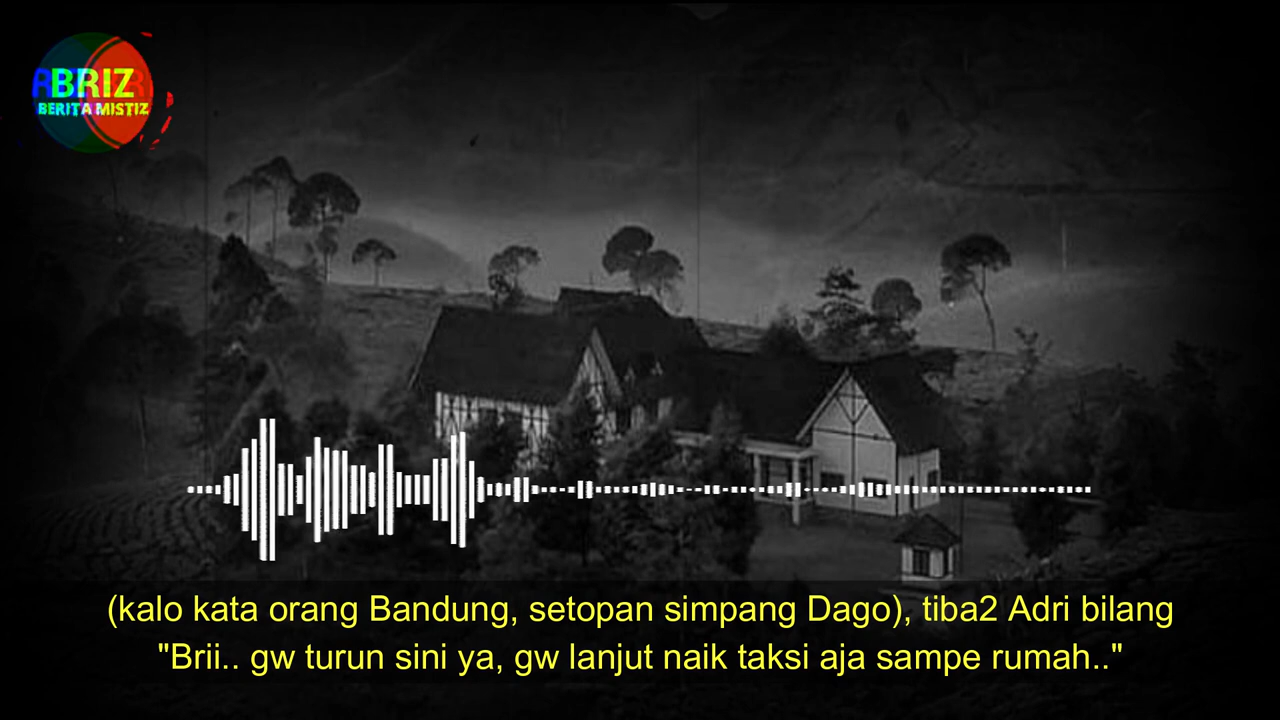 BRIZ
BERITA MISTIZ
(kalo kata orang Bandung, setopan simpang Dago), tiba2 Adri bilang
"Brii.. gw turun sini ya, gw lanjut naik taksi aja sampe rumah.."